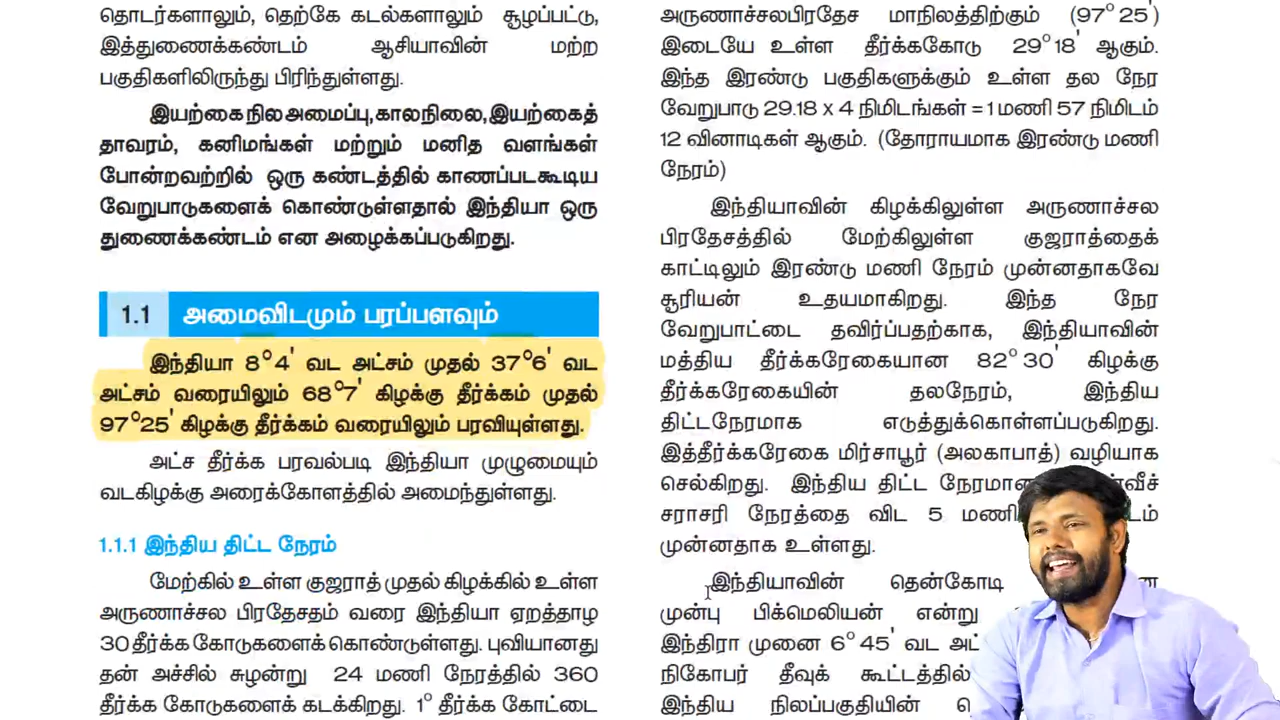 தொடர்களாலும், தெற்கே கடல்களாலும் சூழப்பட்டு,
இத்துணைக்கண்டம் ஆசியாவின் மற்ற
பகுதிகளிலிருந்து பிரிந்துள்ளது.
இயற்கை நில அமைப்பு,கால நிலை,இயற்கைத்
தாவரம், கனிமங்கள் மற்றும் மனித வளங்கள்
போன்றவற்றில் ஒரு கண்டத்தில் காணப்படகூடிய
வேறுபாடுகளைக் கொண்டுள்ளதால் இந்தியா ஒரு
துணைக்கண்டம் என அழைக்கப்படுகிறது.
1.1 அமைவிடமும் பரப்பளவும்
இந்தியா 8°4' வட அட்சம் முதல் 37°6' வட
அட்சம் வரையிலும் 68°7' கிழக்கு தீர்க்கம் முதல்
97°25' கிழக்கு தீர்க்கம் வரையிலும் பரவியுள்ளது.
அட்ச தீர்க்க பரவல்படி இந்தியா முழுமையும்
வடகிழக்கு அரைக்கோளத்தில் அமைந்துள்ளது.
1.1.1 இந்திய திட்ட நேரம்
மேற்கில் உள்ள குஜராத் முதல் கிழக்கில் உள்ள
அருணாச்சல பிரதேசதம் வரை இந்தியா ஏறத்தாழ
30 தீர்க்க கோடுகளைக் கொண்டுள்ளது. புவியானது
தன் அச்சில் சுழன்று 24 மணி நேரத்தில் 360
தீர்க்க கோடுகளைக் கடக்கிறது. 1° தீர்க்க கோட்டை
அருணாச்சலபிரதேச மாநிலத்திற்கும் (97°25')
இடையே உள்ள தீர்க்ககோடு 29°18' ஆகும்.
இந்த இரண்டு பகுதிகளுக்கும் உள்ள தல நேர
வேறுபாடு 29.18 x 4 நிமிடங்கள் = 1 மணி 57 நிமிடம்
12 வினாடிகள் ஆகும். (தோராயமாக இரண்டு மணி
நேரம்)
இந்தியாவின் கிழக்கிலுள்ள அருணாச்சல
பிரதேசத்தில் மேற்கிலுள்ள குஜராத்தைக்
காட்டிலும் இரண்டு மணி நேரம் முன்னதாகவே
சூரியன் உதயமாகிறது. இந்த நேர
வேறுபாட்டை தவிர்ப்பதற்காக, இந்தியாவின்
மத்திய தீர்க்கரேகையான 82°30' கிழக்கு
தீர்க்கரேகையின் தலநேரம், இந்திய
திட்டநேரமாக எடுத்துக்கொள்ளப்படுகிறது.
இத்தீர்க்கரேகை மிர்சாபூர் (அலகாபாத்) வழியாக
செல்கிறது. இந்திய திட்ட
சராசரி நேரத்தை விட 5
முன்னதாக உள்ளது.
இந்தியாவின் தென்கோடி
முன்பு பிக்மெலியன் என்று
இந்திரா முனை 6°45' வட
நிகோபர் தீவுக் கூட்டத்தில்
இந்திய நிலப்பகுதியின்